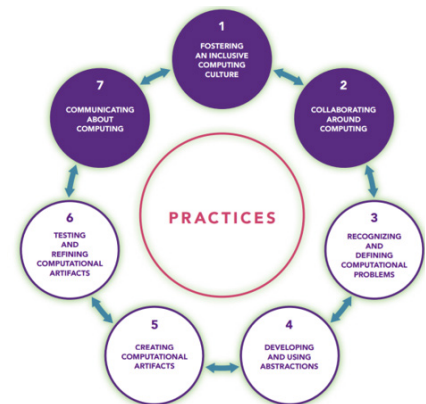 1
FOSTERING
AN INCLUSIVE
COMPUTING
CULTURE
2
COLLABORATING
AROUND
COMPUTING
3
RECOGNIZING
AND
DEFINING
COMPUTATIONAL
PROBLEMS
4
DEVELOPING
AND USING
ABSTRACTIONS
5
CREATING
COMPUTATIONAL
ARTIFACTS
6
TESTING
AND
REFINING
COMPUTATIONAL
ARTIFACTS
7
COMMUNICATING
ABOUT
COMPUTING
PRACTICES